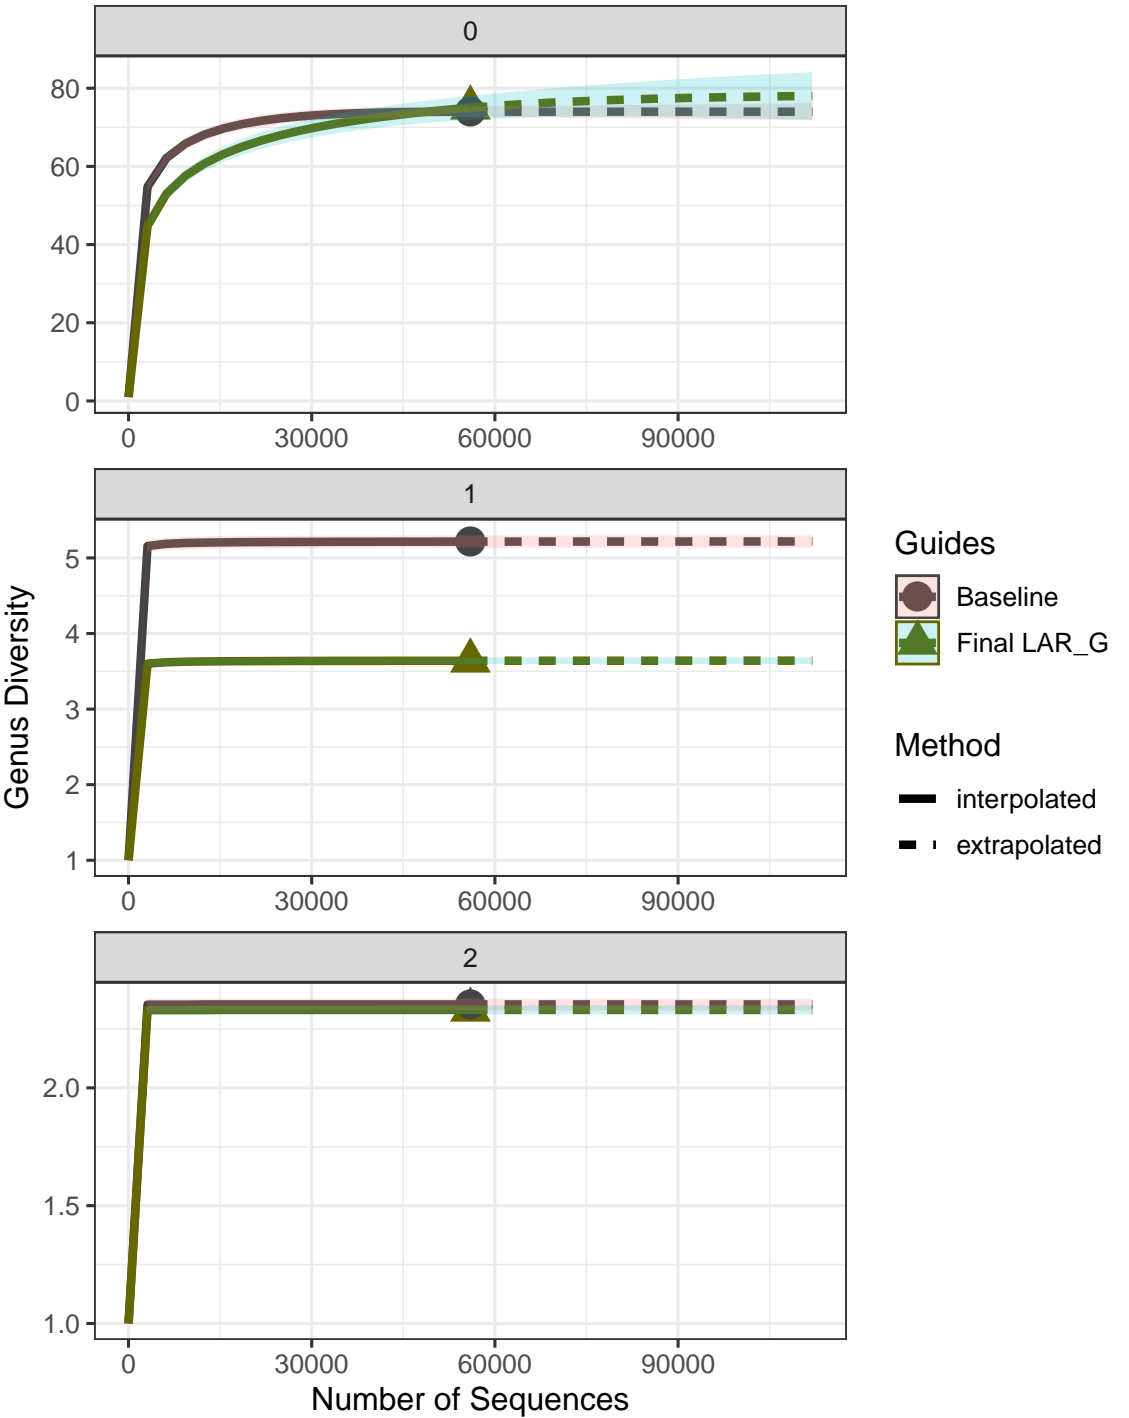 0
80
60
40
20
0
0 30000 60000 90000
1
5
4
3
2
1
0 30000 60000 90000
2
2.0
1.5
1.0
0 30000 60000 90000
Number of Sequences
Genus Diversity
Guides
Baseline
Final LAR_G
Method
interpolated
extrapolated